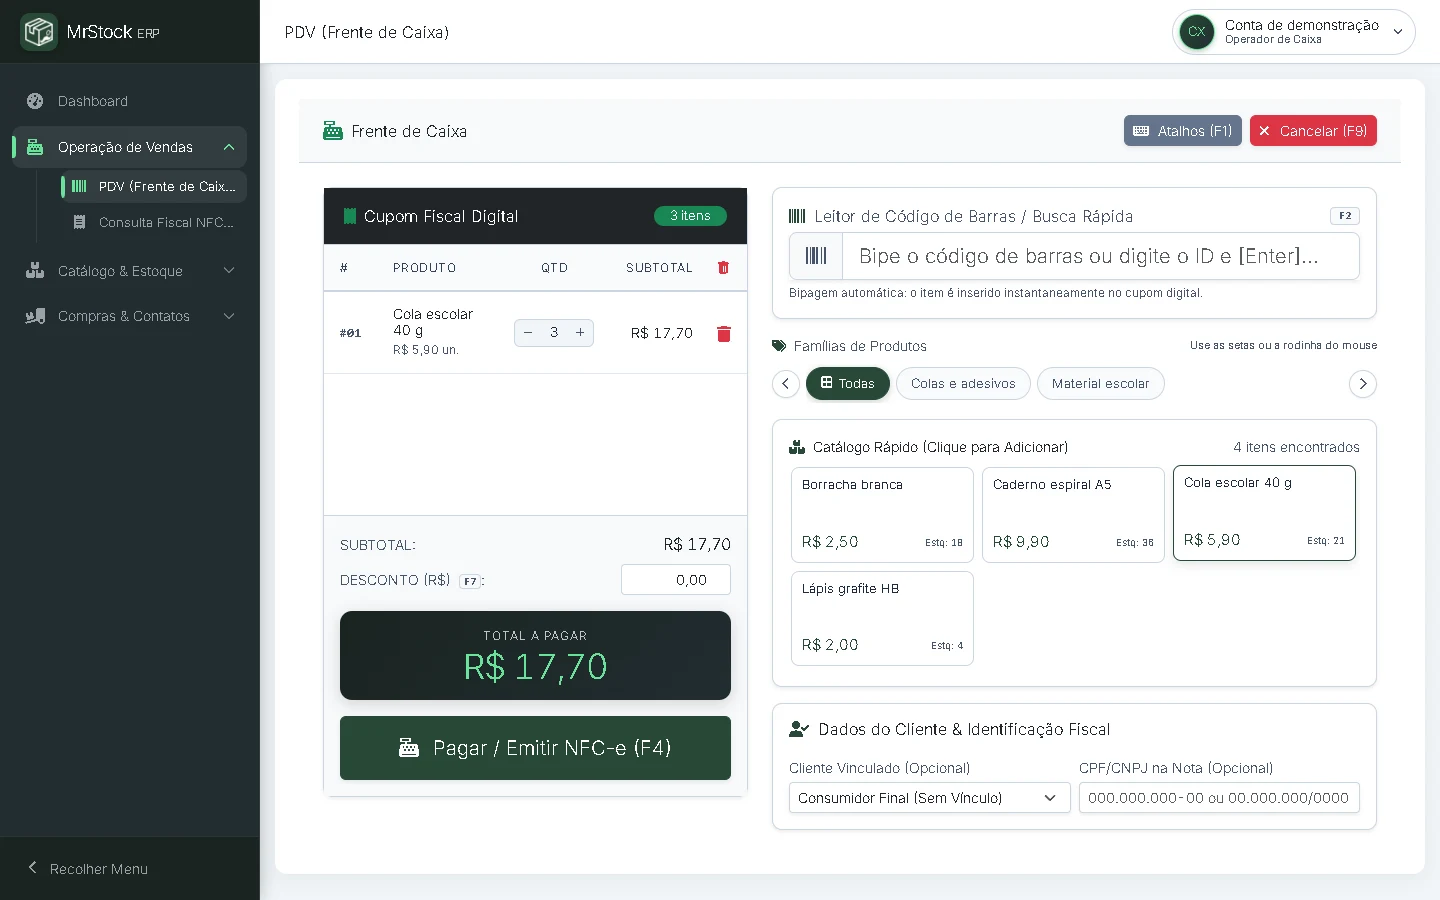 MrStock ERP
PDV (Frente de Caixa)
CX
Conta de demonstração
Operador de Caixa
Dashboard
Operação de Vendas
PDV (Frente de Caix...
Consulta Fiscal NFC...
Catálogo & Estoque
Compras & Contatos
Recolher Menu
Frente de Caixa
Atalhos (F1)
Cancelar (F9)
Cupom Fiscal Digital
3 itens
# PRODUTO QTD SUBTOTAL
#01 Cola escolar 40 g − 3 + R$ 17,70
R$ 5,90 un.
SUBTOTAL: R$ 17,70
DESCONTO (R$) F7: 0,00
TOTAL A PAGAR
R$ 17,70
Pagar / Emitir NFC-e (F4)
Leitor de Código de Barras / Busca Rápida F2
Bipe o código de barras ou digite o ID e [Enter]...
Bipagem automática: o item é inserido instantaneamente no cupom digital.
Famílias de Produtos
Use as setas ou a rodinha do mouse
Todas
Colas e adesivos
Material escolar
Catálogo Rápido (Clique para Adicionar)
4 itens encontrados
Borracha branca
R$ 2,50 Estq: 18
Caderno espiral A5
R$ 9,90 Estq: 36
Cola escolar 40 g
R$ 5,90 Estq: 21
Lápis grafite HB
R$ 2,00 Estq: 4
Dados do Cliente & Identificação Fiscal
Cliente Vinculado (Opcional)
Consumidor Final (Sem Vínculo)
CPF/CNPJ na Nota (Opcional)
000.000.000-00 ou 00.000.000/0000